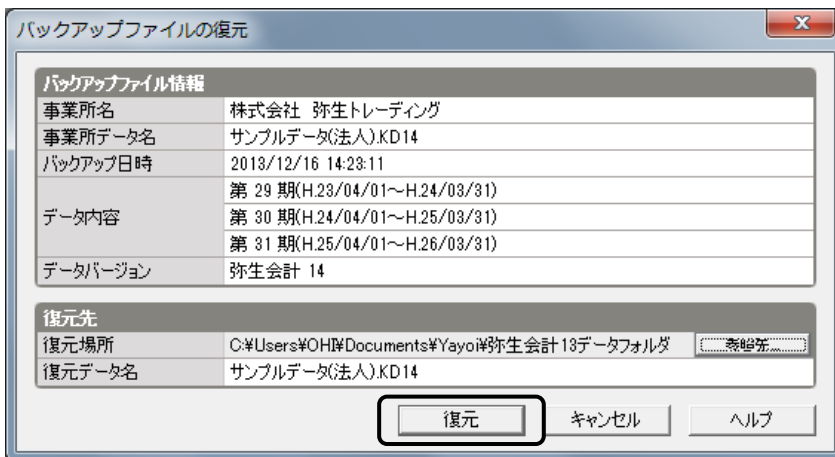 バックアップファイルの復元
バックアップファイル情報
事業所名 株式会社 弥生トレーディング
事業所データ名 サンプルデータ(法人).KD14
バックアップ日時 2013/12/16 14:23:11
データ内容 第 29 期(H.23/04/01～H.24/03/31)
第 30 期(H.24/04/01～H.25/03/31)
第 31 期(H.25/04/01～H.26/03/31)
データバージョン 弥生会計 14
復元先
復元場所 C:¥Users¥OHI¥Documents¥Yayoi¥弥生会計13データフォルダ
復元データ名 サンプルデータ(法人).KD14
復元 キャンセル ヘルプ